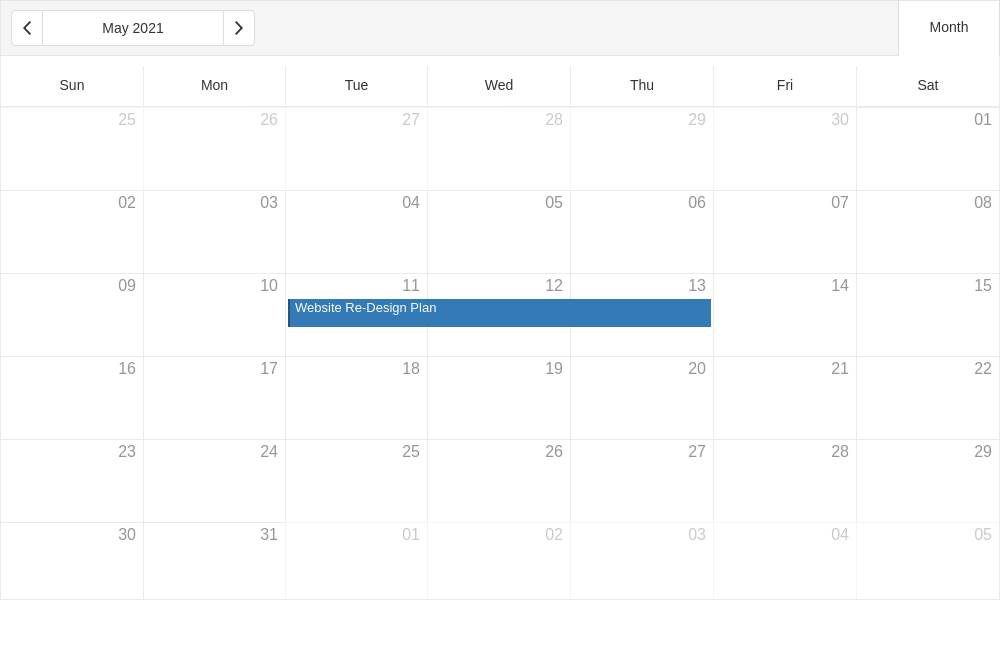 May 2021 Month
Sun Mon Tue Wed Thu Fri Sat
25 26 27 28 29 30 01
02 03 04 05 06 07 08
09 10 11 12 13 14 15
Website Re-Design Plan
16 17 18 19 20 21 22
23 24 25 26 27 28 29
30 31 01 02 03 04 05